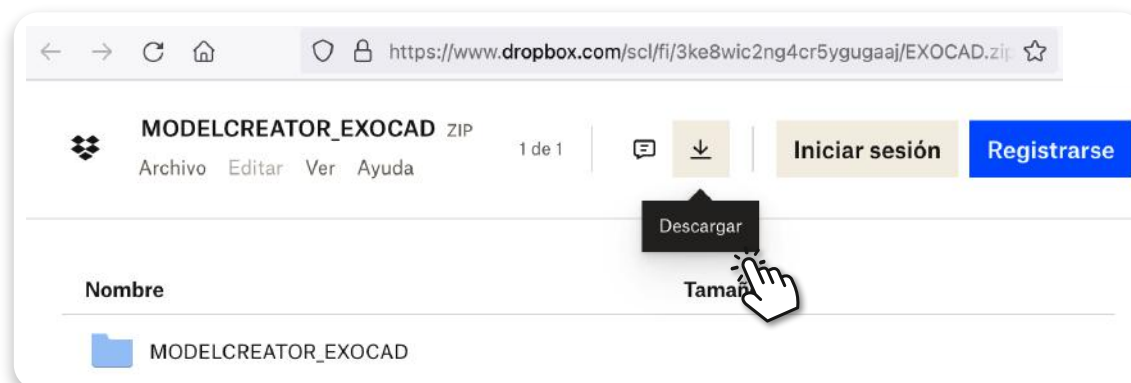 https://www.dropbox.com/scl/fi/3ke8wic2ng4cr5ygugaaj/EXOCAD.zip
MODELCREATOR_EXOCAD ZIP
Archivo Editar Ver Ayuda
1 de 1
Iniciar sesión
Registrarse
Descargar
Nombre
MODELCREATOR_EXOCAD